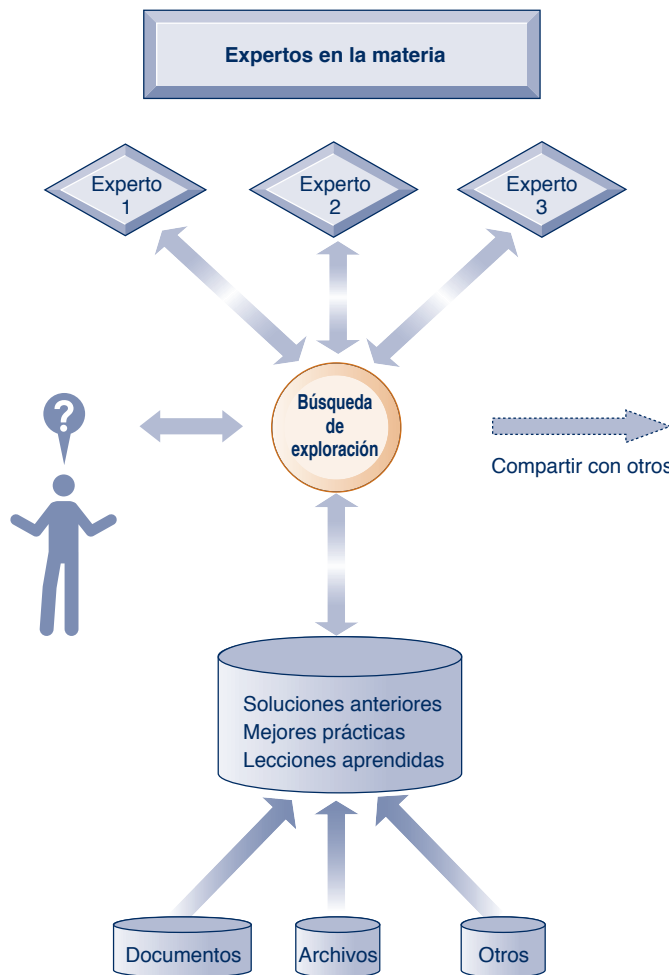 Expertos en la materia
Experto
1
Experto
2
Experto
3
?
Búsqueda
de
exploración
Compartir con otros
Soluciones anteriores
Mejores prácticas
Lecciones aprendidas
Documentos
Archivos
Otros